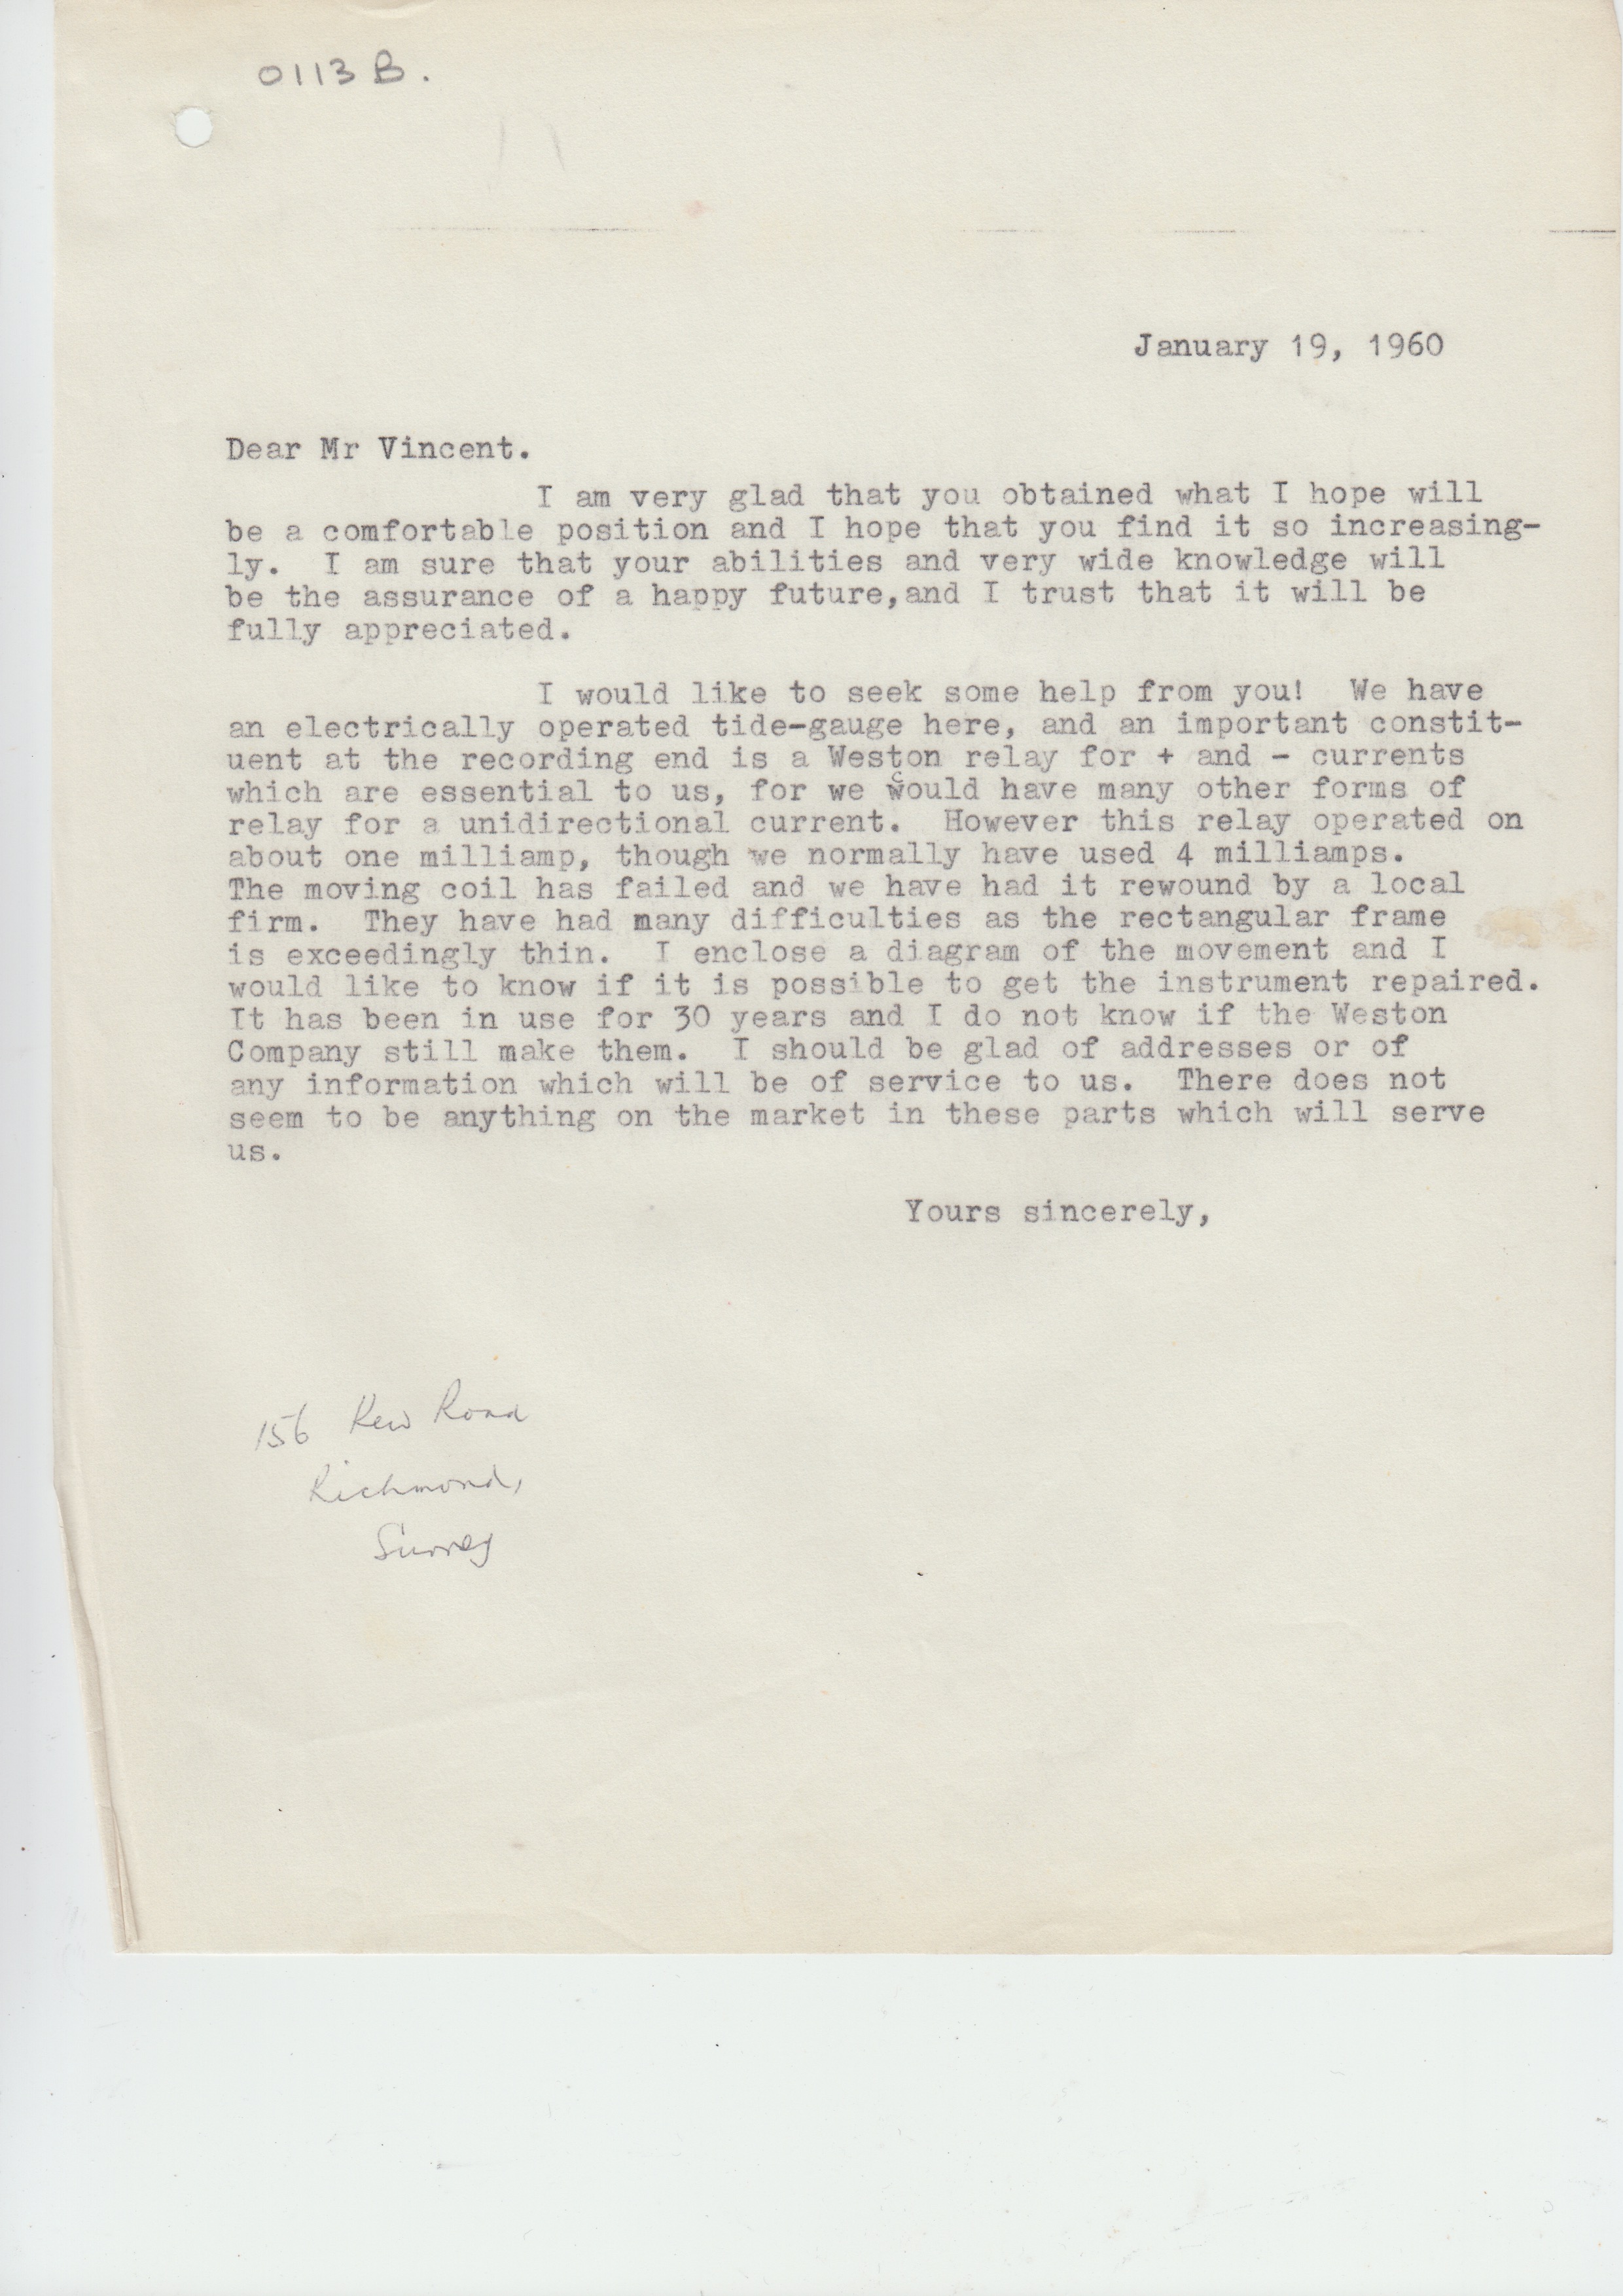 0113 B.
January 19, 1960
Dear Mr Vincent.
I am very glad that you obtained what I hope will
be a comfortable position and I hope that you find it so increasing-
ly. I am sure that your abilities and very wide knowledge will
be the assurance of a happy future,and I trust that it will be
fully appreciated.
I would like to seek some help from you! We have
an electrically operated tide-gauge here, and an important constit-
uent at the recording end is a Weston relay for + and - currents
which are essential to us, for we could have many other forms of
relay for a unidirectional current. However this relay operated on
about one milliamp, though we normally have used 4 milliamps.
The moving coil has failed and we have had it rewound by a local
firm. They have had many difficulties as the rectangular frame
is exceedingly thin. I enclose a diagram of the movement and I
would like to know if it is possible to get the instrument repaired.
It has been in use for 30 years and I do not know if the Weston
Company still make them. I should be glad of addresses or of
any information which will be of service to us. There does not
seem to be anything on the market in these parts which will serve
us.
Yours sincerely,
156 Kew Road
Richmond,
Surrey